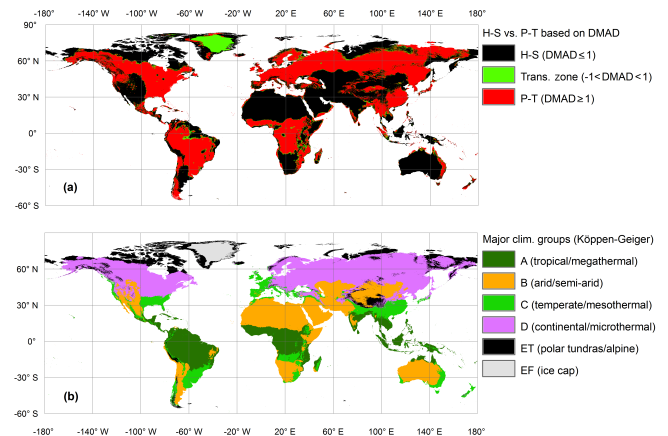 -180° -140° -100° W -60° W -20° W 20° E 60° E 100° E 140° E 180°
90°
60° N
30° N
0°
-30° S
-60° S
(a)
H-S vs. P-T based on DMAD
H-S (DMAD≤1)
Trans. zone (-1<DMAD<1)
P-T (DMAD≥1)
60° N
30° N
0°
-30° S
-60° S
(b)
-180° -140° W -100° W -60° W -20° W 20° E 60° E 100° E 140° E 180°
Major clim. groups (Köppen-Geiger)
A (tropical/megathermal)
B (arid/semi-arid)
C (temperate/mesothermal)
D (continental/microthermal)
ET (polar tundras/alpine)
EF (ice cap)